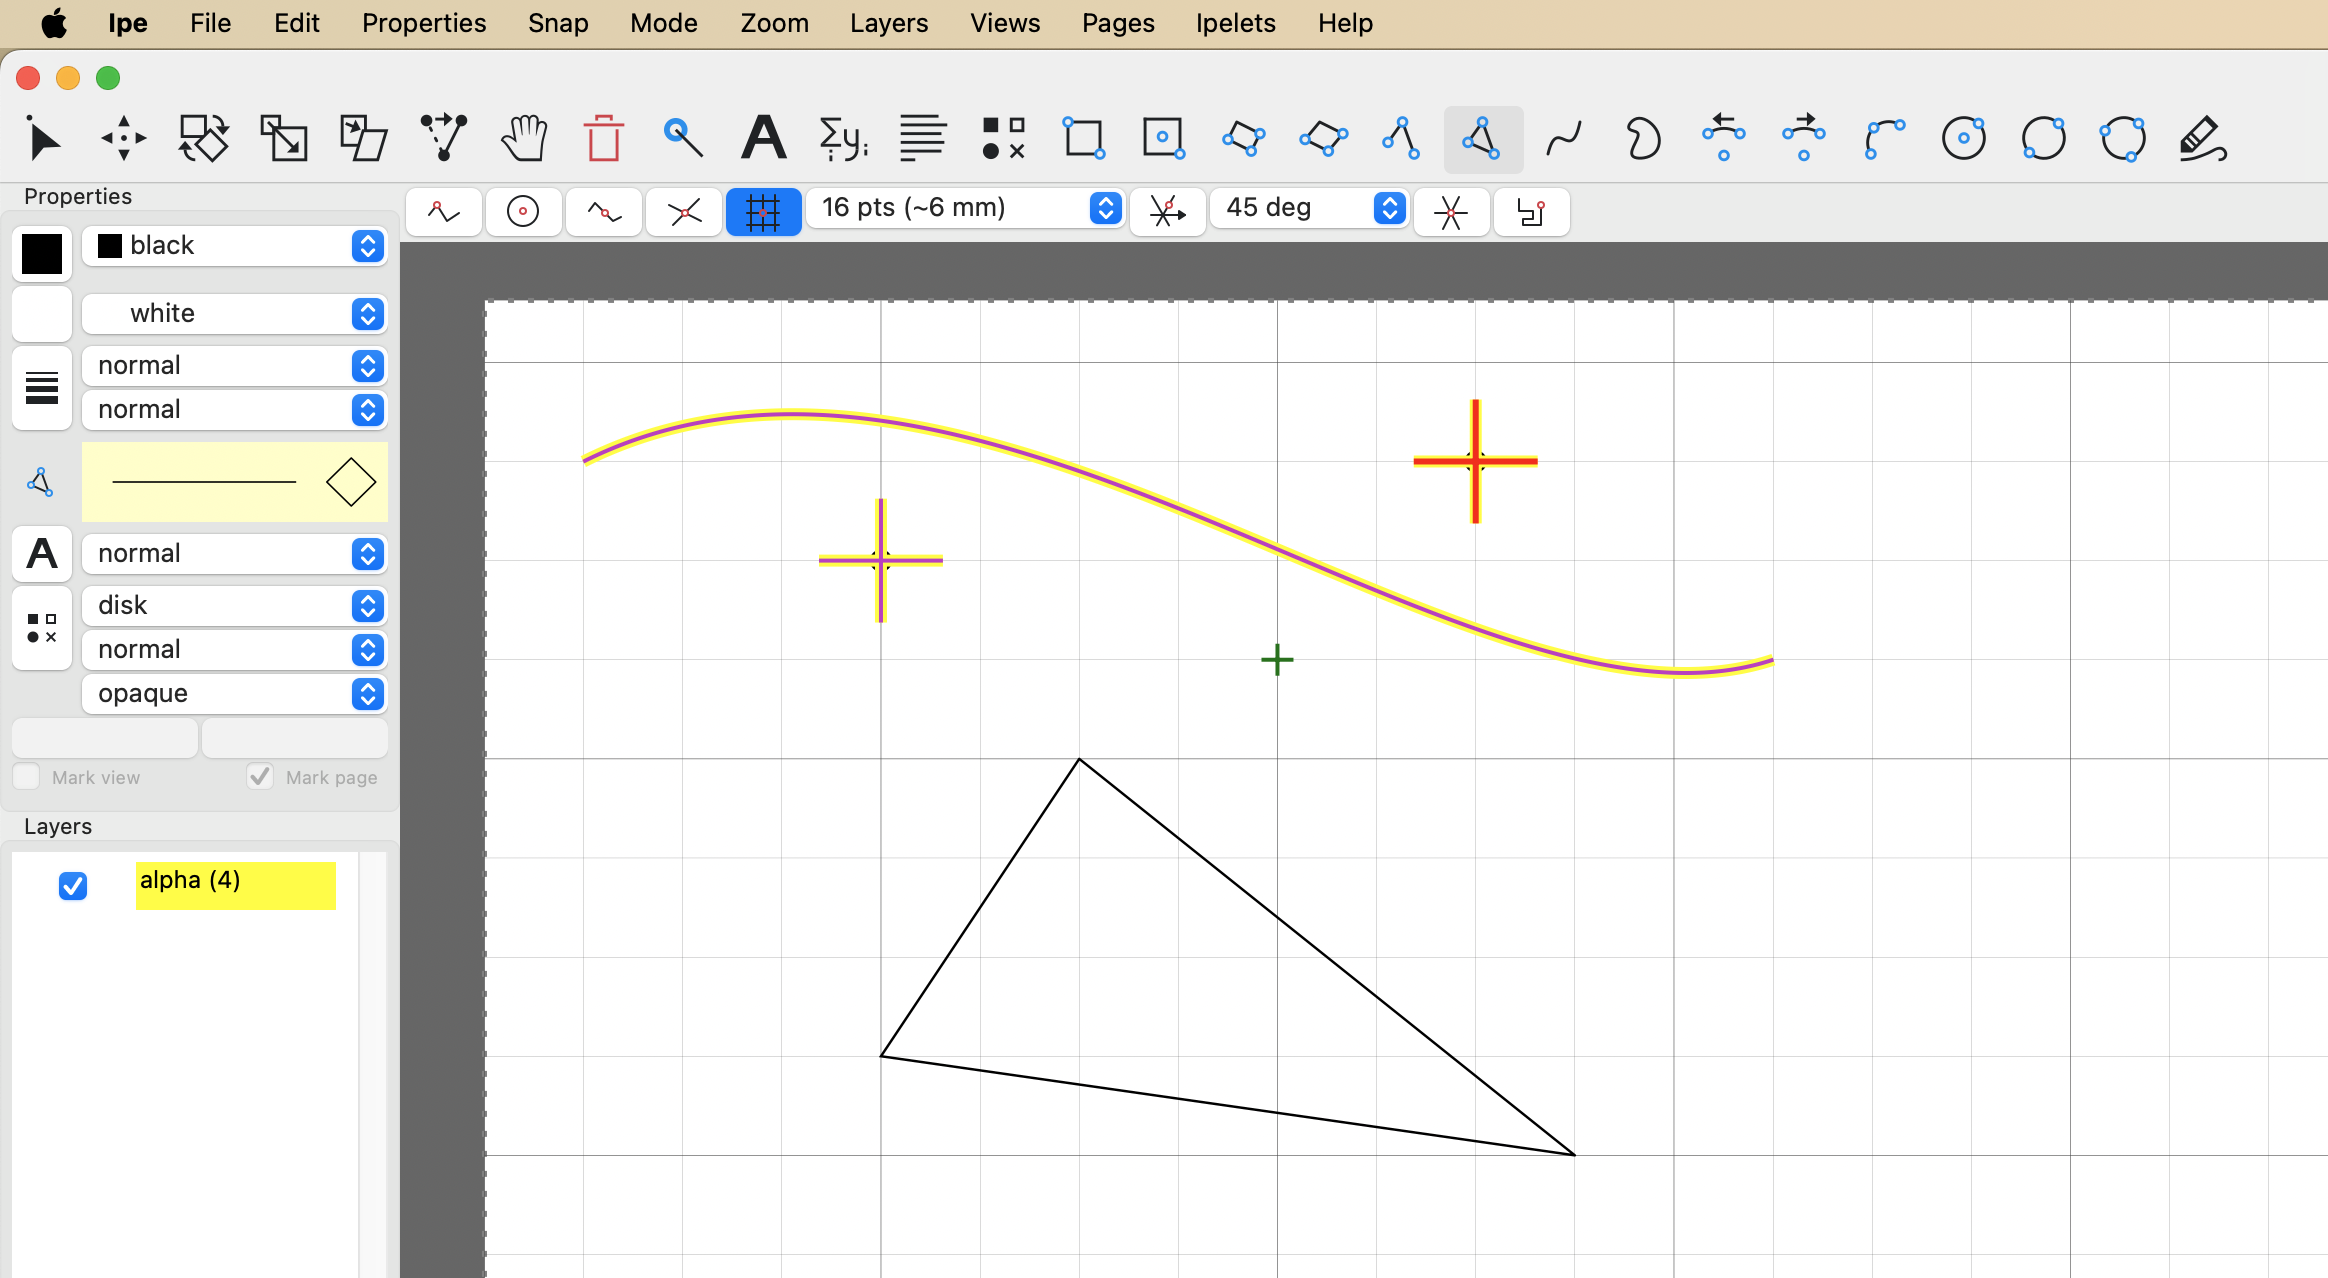 Ipe File Edit Properties Snap Mode Zoom Layers Views Pages Ipelets Help
A Σyi
Properties
16 pts (~6 mm) 45 deg
black
white
normal
normal
A normal
disk
normal
opaque
Mark view Mark page
Layers
alpha (4)